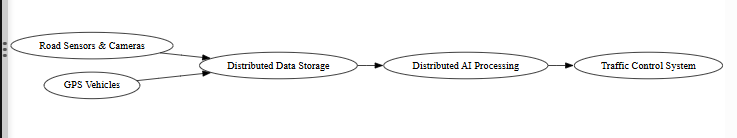 Road Sensors & Cameras
GPS Vehicles
Distributed Data Storage
Distributed AI Processing
Traffic Control System